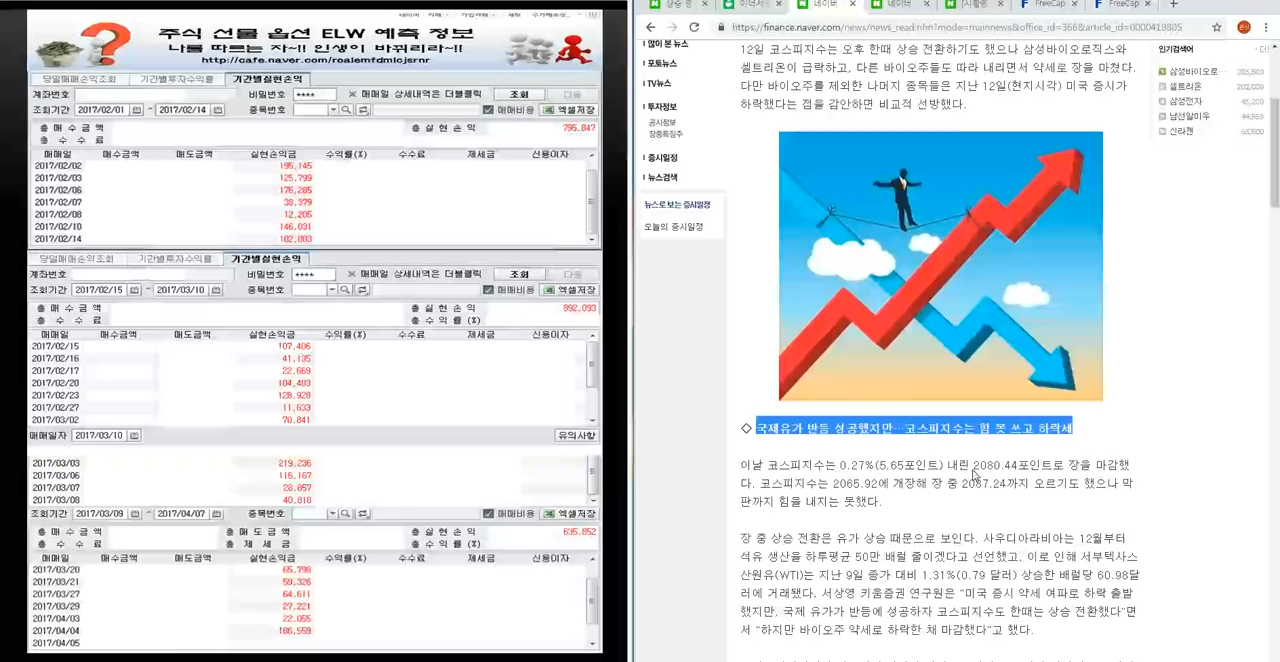 주식 선물 옵션 ELW 예측 정보
나를 따르는 자~!! 인생이 바뀌리라~!!
당일매매손익조회 기간별투자수익률 기간별실현손익
계좌번호 비밀번호 **** ※ 매매일 상세내역은 더블클릭 조회 다음
조회기간 2017/02/01 ~ 2017/02/14 종목번호 매매비용 엑셀저장
총 매 수 금 액 총 실 현 손 익 795,847
총 수 수 료
매매일 매수금액 매도금액 실현손익금 수익률(%) 수수료 제세금 신용이자
2017/02/02 195,145
2017/02/03 125,799
2017/02/06 176,285
2017/02/07 38,379
2017/02/08 12,205
2017/02/10 146,031
2017/02/14 102,003
당일매매손익조회 기간별투자수익률 기간별실현손익
계좌번호 비밀번호 **** ※ 매매일 상세내역은 더블클릭 조회 다음
조회기간 2017/02/15 ~ 2017/03/10 종목번호 매매비용 엑셀저장
총 매 수 금 액 총 실 현 손 익 892,093
총 수 수 료 총 수 익 률 (%)
매매일 매수금액 매도금액 실현손익금 수익률(%) 수수료 제세금 신용이자
2017/02/15 107,406
2017/02/16 41,135
2017/02/17 22,669
2017/02/20 104,403
2017/02/23 128,928
2017/02/27 11,633
2017/03/02 70,841
매매일자 2017/03/10 유의사항
2017/03/03 219,236
2017/03/06 116,167
2017/03/07 28,857
2017/03/08 40,818
조회기간 2017/03/09 ~ 2017/04/07 종목번호 매매비용 엑셀저장
총 매 수 금 액 총 매 도 금 액 총 실 현 손 익 635,852
총 수 수 료 총 제 세 금 총 수 익 률 (%)
매매일 매수금액 매도금액 실현손익금 수익률(%) 수수료 제세금 신용이자
2017/03/20 65,798
2017/03/21 59,326
2017/03/27 64,611
2017/03/29 27,221
2017/04/03 22,055
2017/04/04 186,559
2017/04/05
https://finance.naver.com/news/news_read.nhn?mode=mainnews&office_id=366&article_id=0000419805
많이 본 뉴스
포토뉴스
TV뉴스
투자정보
공시정보
장중특징주
증시일정
뉴스검색
뉴스로 보는 증시일정
오늘의 증시일정
12일 코스피지수는 오후 한때 상승 전환하기도 했으나 삼성바이오로직스와
셀트리온이 급락하고, 다른 바이오주들도 따라 내리면서 약세로 장을 마쳤다.
다만 바이오주를 제외한 나머지 종목들은 지난 12일(현지시각) 미국 증시가
하락했다는 점을 감안하면 비교적 선방했다.
◇ 국제유가 반등 성공했지만…코스피지수는 힘 못 쓰고 하락세
이날 코스피지수는 0.27%(5.65포인트) 내린 2080.44포인트로 장을 마감했
다. 코스피지수는 2065.92에 개장해 장 중 2087.24까지 오르기도 했으나 막
판까지 힘을 내지는 못했다.
장 중 상승 전환은 유가 상승 때문으로 보인다. 사우디아라비아는 12월부터
석유 생산을 하루평균 50만 배럴 줄이겠다고 선언했고, 이로 인해 서부텍사스
산원유(WTI)는 지난 9일 종가 대비 1.31%(0.79 달러) 상승한 배럴당 60.98달
러에 거래됐다. 서상영 키움증권 연구원은 "미국 증시 약세 여파로 하락 출발
했지만, 국제 유가가 반등에 성공하자 코스피지수도 한때는 상승 전환했다"면
서 "하지만 바이오주 약세로 하락한 채 마감했다"고 했다.
인기검색어
삼성바이오로…
셀트리온
삼성전자
남선알미우
신라젠